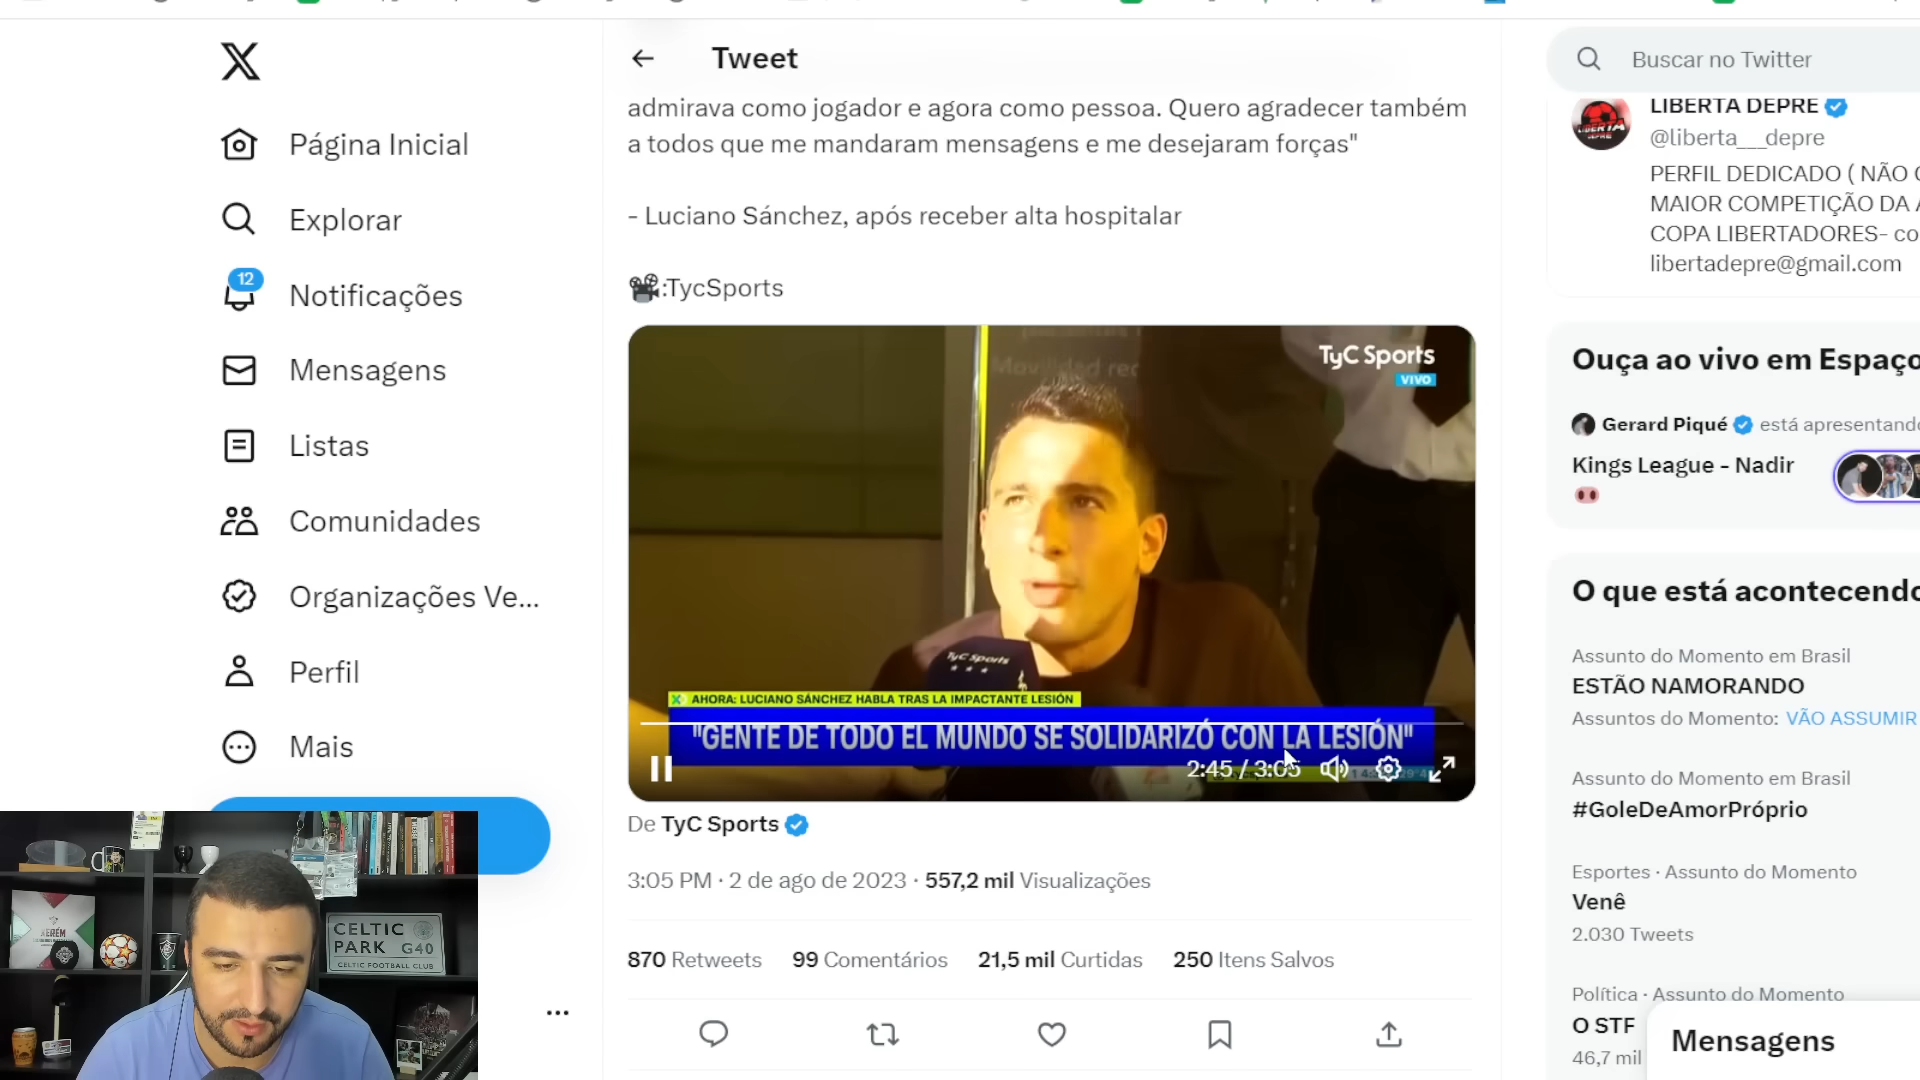 Tweet
admirava como jogador e agora como pessoa. Quero agradecer também
a todos que me mandaram mensagens e me desejaram forças"
- Luciano Sánchez, após receber alta hospitalar
:TycSports
TyC Sports
VIVO
TyC Sports
AHORA: LUCIANO SÁNCHEZ HABLA TRAS LA IMPACTANTE LESIÓN
"GENTE DE TODO EL MUNDO SE SOLIDARIZÓ CON LA LESIÓN"
2:45 / 3:05
De TyC Sports
3:05 PM · 2 de ago de 2023 · 557,2 mil Visualizações
870 Retweets 99 Comentários 21,5 mil Curtidas 250 Itens Salvos
Página Inicial
Explorar
12
Notificações
Mensagens
Listas
Comunidades
Organizações Ve...
Perfil
Mais
XERÉM
CELTIC
PARK G40
CELTIC FOOTBALL CLUB
Buscar no Twitter
LIBERTA DEPRE
@liberta___depre
PERFIL DEDICADO ( NÃO
MAIOR COMPETIÇÃO DA
COPA LIBERTADORES- co
libertadepre@gmail.com
Ouça ao vivo em Espaço
Gerard Piqué está apresentando
Kings League - Nadir
O que está acontecendo
Assunto do Momento em Brasil
ESTÃO NAMORANDO
Assuntos do Momento: VÃO ASSUMIR
Assunto do Momento em Brasil
#GoleDeAmorPróprio
Esportes · Assunto do Momento
Venê
2.030 Tweets
Política · Assunto do Momento
O STF
46,7 mil
Mensagens